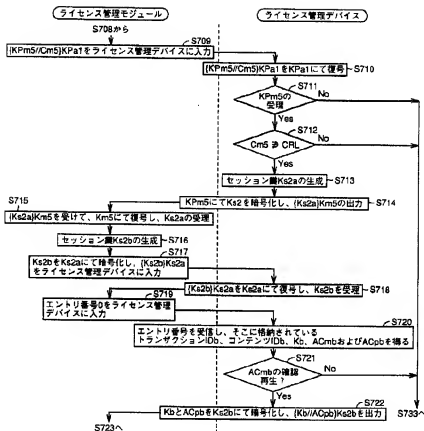 ライセンス管理モジュール
ライセンス管理デバイス
S708から
S709
{KPm5//Cm5}KPa1をライセンス管理デバイスに入力
{KPm5//Cm5}KPa1をKPa1にて復号
S710
S711
KPm5の
受理
No
Yes
S712
Cm5 ∌ CRL
No
Yes
セッション鍵Ks2aの生成
S713
KPm5にてKs2を暗号化し、{Ks2a}Km5の出力
S714
S715
{Ks2a}Km5を受けて、Km5にて復号し、Ks2aの受理
セッション鍵Ks2bの生成
S716
S717
Ks2bをKs2aにて暗号化し、{Ks2b}Ks2a
をライセンス管理デバイスに入力
{Ks2b}Ks2aをKs2aにて復号し、Ks2bを受理
S718
S719
エントリ番号0をライセンス管理
デバイスに入力
S720
エントリ番号を受信し、そこに格納されている
トランザクションIDb、コンテンツIDb、Kb、ACmbおよびACpbを得る
S721
ACmbの確認
再生?
No
Yes
S722
KbとACpbをKs2bにて暗号化し、{Kb//ACpb}Ks2bを出力
S723へ
S733へ